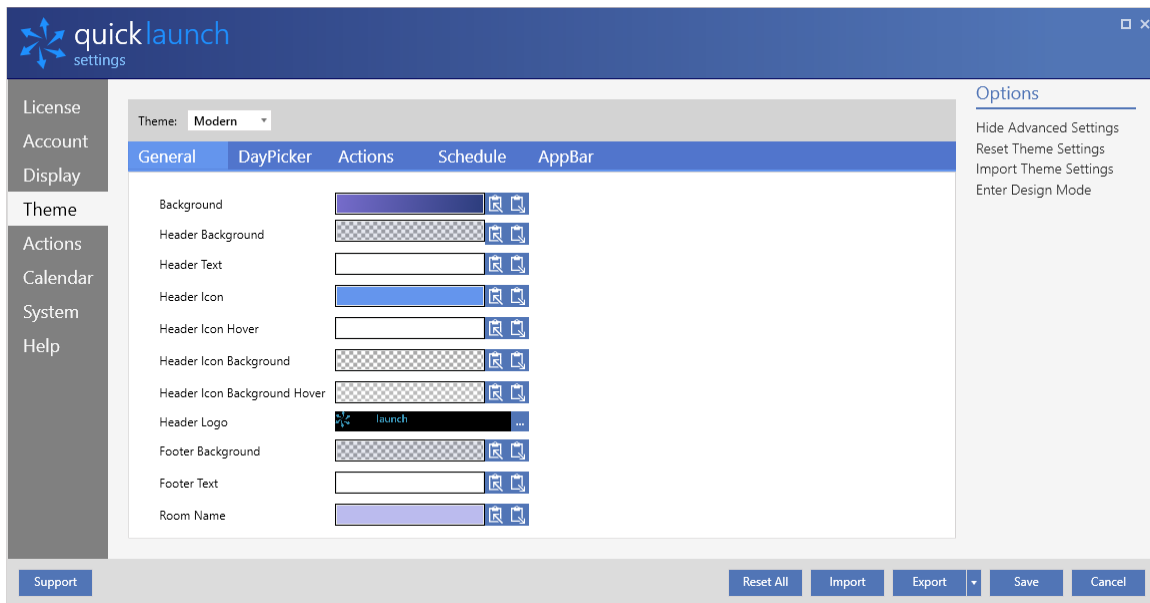 quicklaunch
settings
License
Account
Display
Theme
Actions
Calendar
System
Help
Theme: Modern
General DayPicker Actions Schedule AppBar
Background
Header Background
Header Text
Header Icon
Header Icon Hover
Header Icon Background
Header Icon Background Hover
Header Logo launch ...
Footer Background
Footer Text
Room Name
Options
Hide Advanced Settings
Reset Theme Settings
Import Theme Settings
Enter Design Mode
Support Reset All Import Export Save Cancel